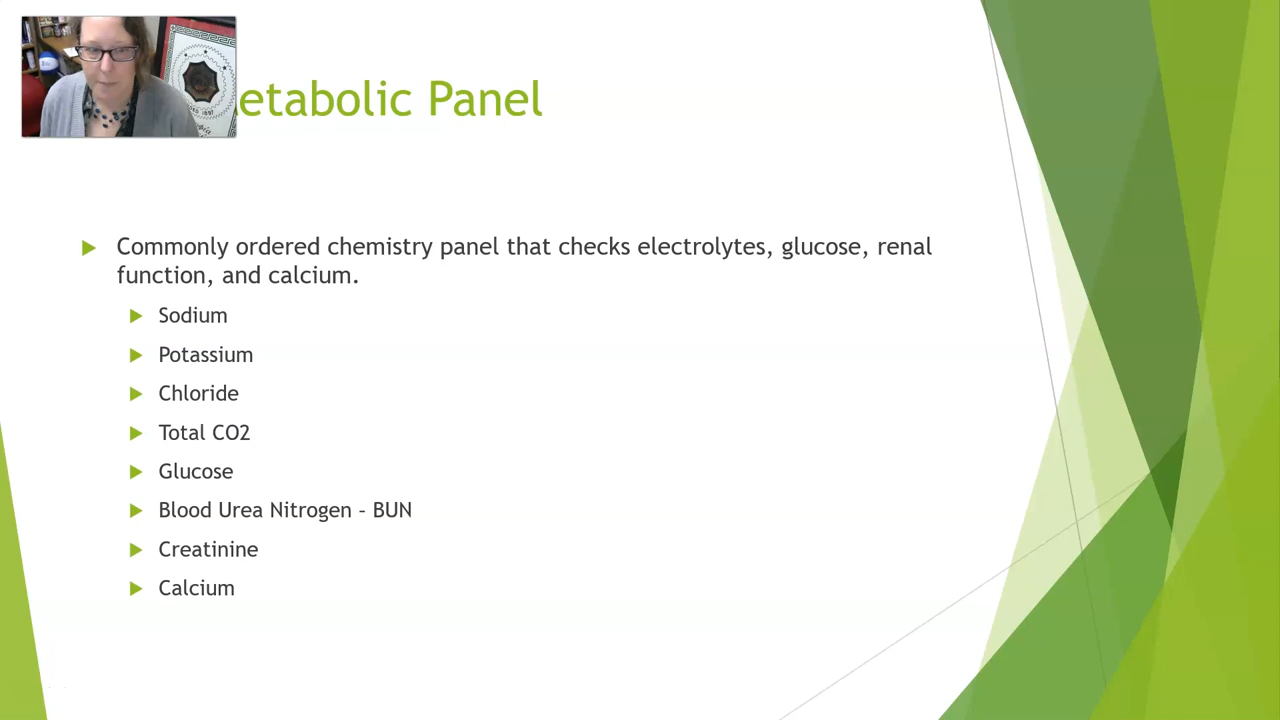 etabolic Panel
Commonly ordered chemistry panel that checks electrolytes, glucose, renal
function, and calcium.
Sodium
Potassium
Chloride
Total CO2
Glucose
Blood Urea Nitrogen – BUN
Creatinine
Calcium